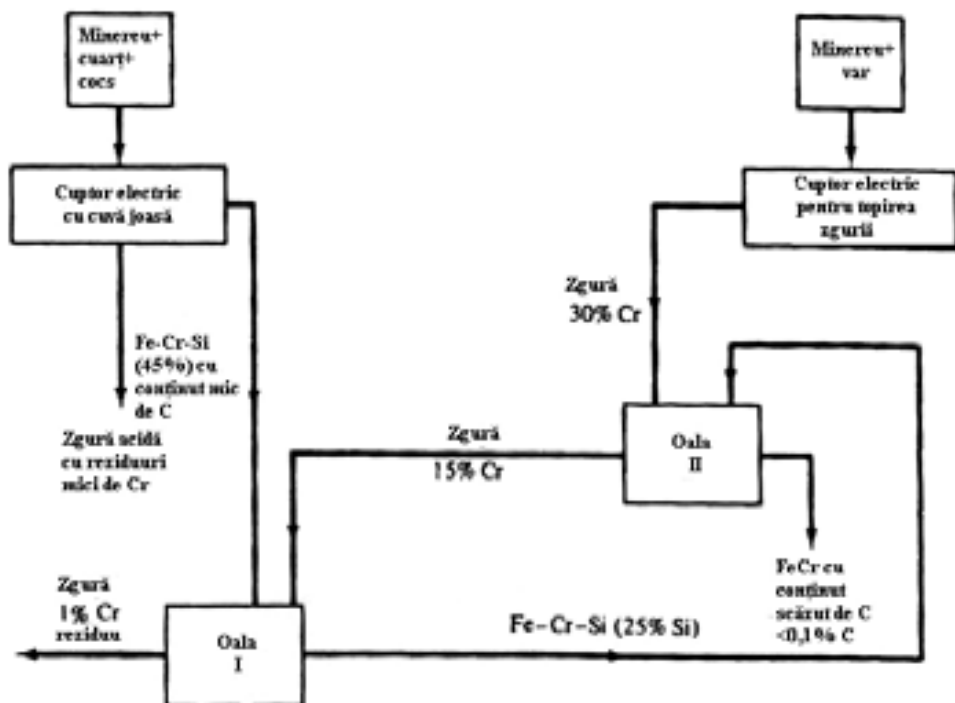 Minereu+
cuarț+
cocs
Minereu+
var
Cuptor electric
cu cuvă joasă
Cuptor electric
pentru topirea
zgurii
Zgură
30% Cr
Fe-Cr-Si
(45%) cu
conținut mic
de C
Zgură acidă
cu reziduuri
mici de Cr
Zgură
15% Cr
Oala
II
FeCr cu
conținut
scărut de C
<0,1% C
Zgură
1% Cr
reziduu
Oala
I
Fe-Cr-Si (25% Si)